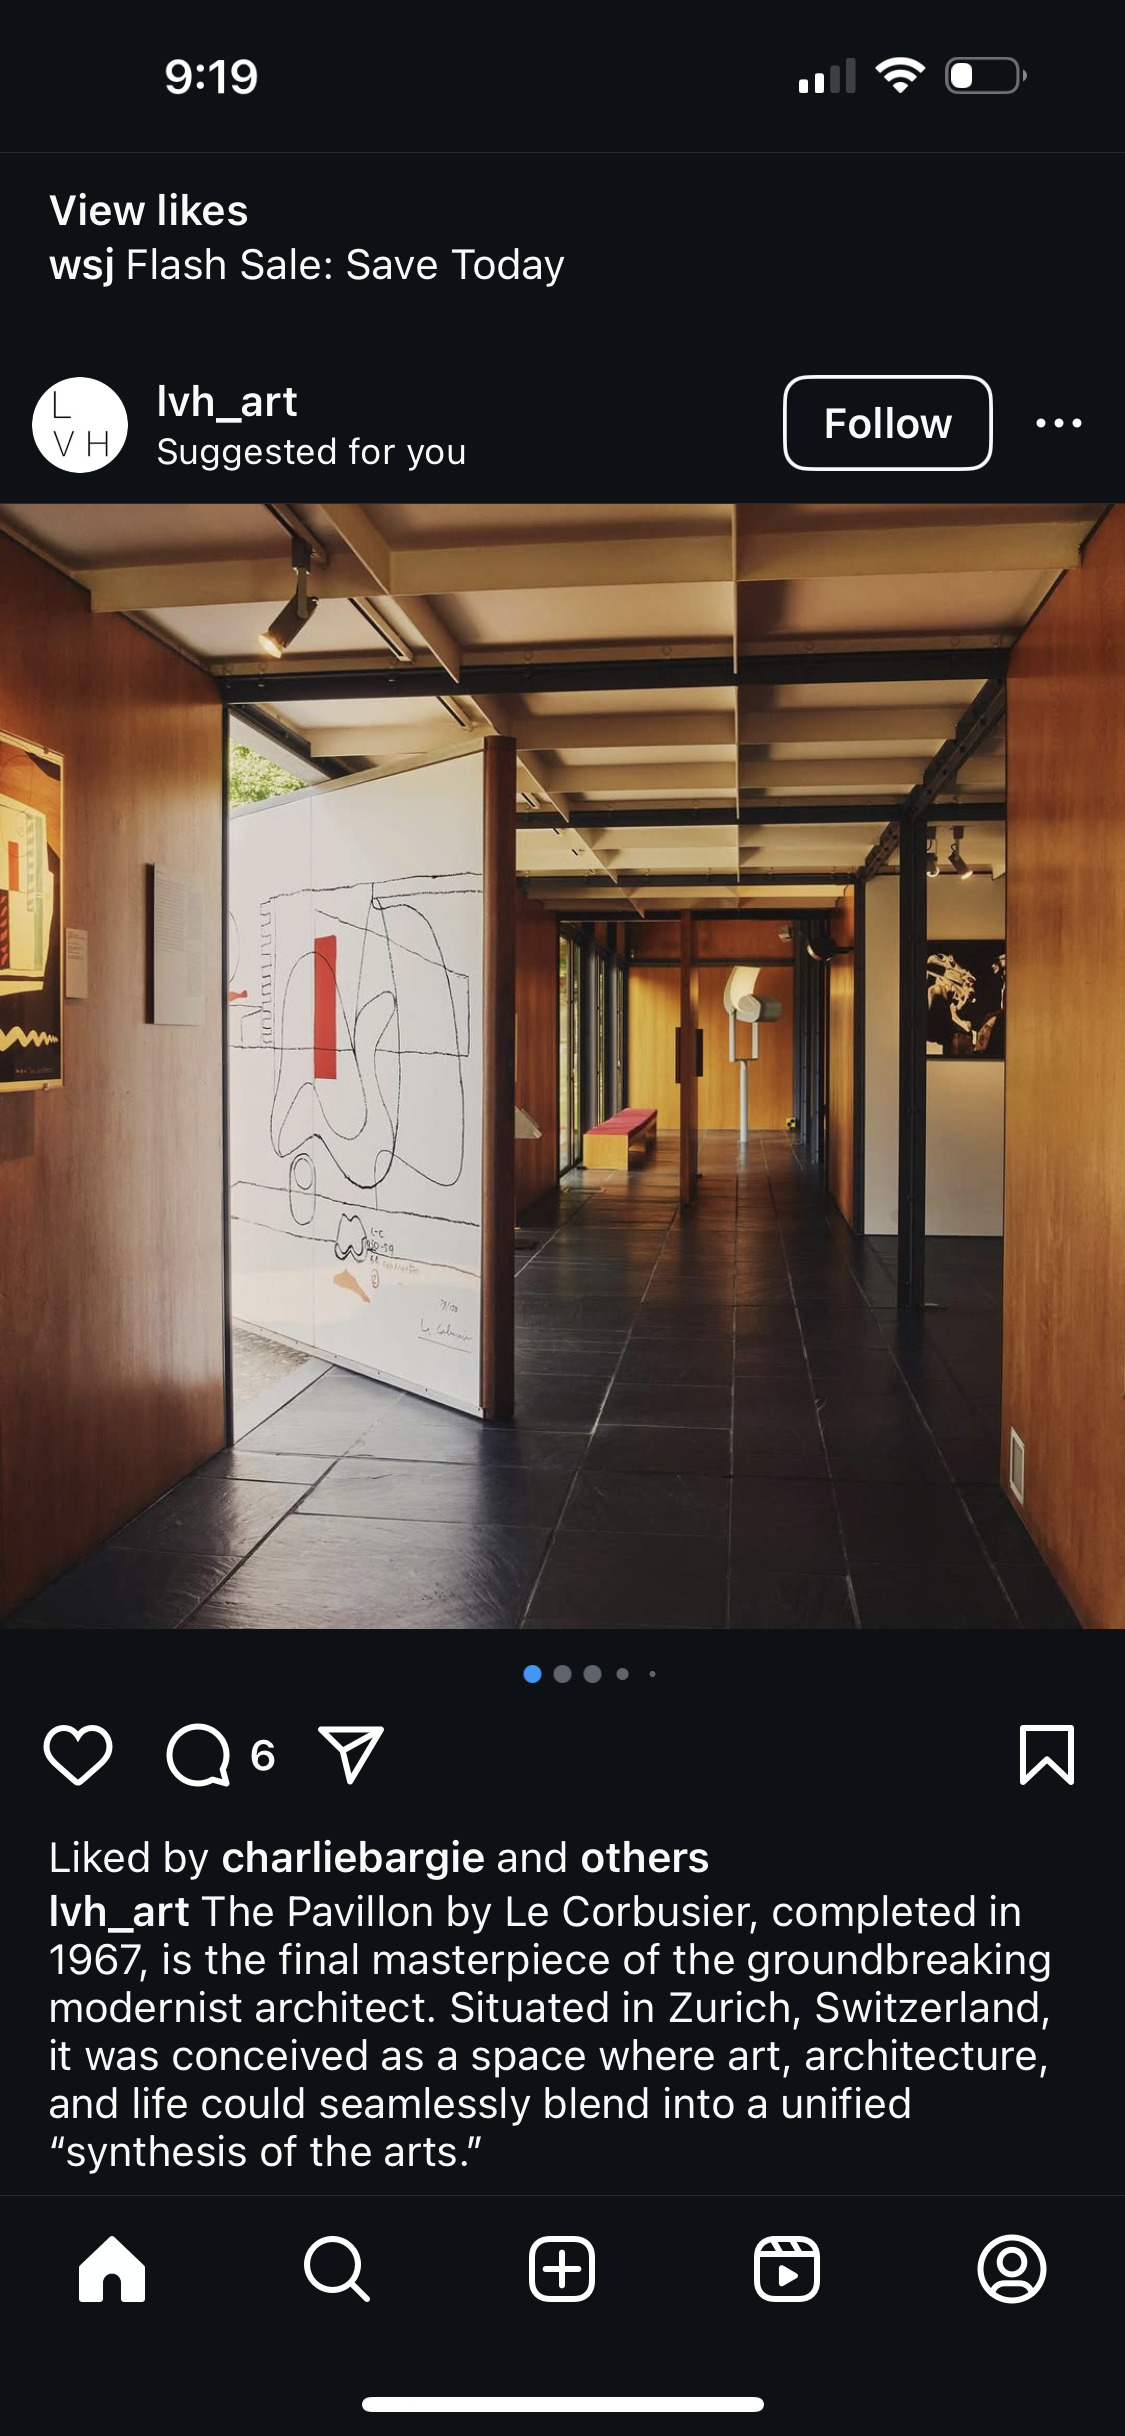 9:19
View likes
wsj Flash Sale: Save Today
L
V H
lvh_art
Suggested for you
Follow
6
Liked by charliebargie and others
lvh_art The Pavillon by Le Corbusier, completed in
1967, is the final masterpiece of the groundbreaking
modernist architect. Situated in Zurich, Switzerland,
it was conceived as a space where art, architecture,
and life could seamlessly blend into a unified
“synthesis of the arts.”